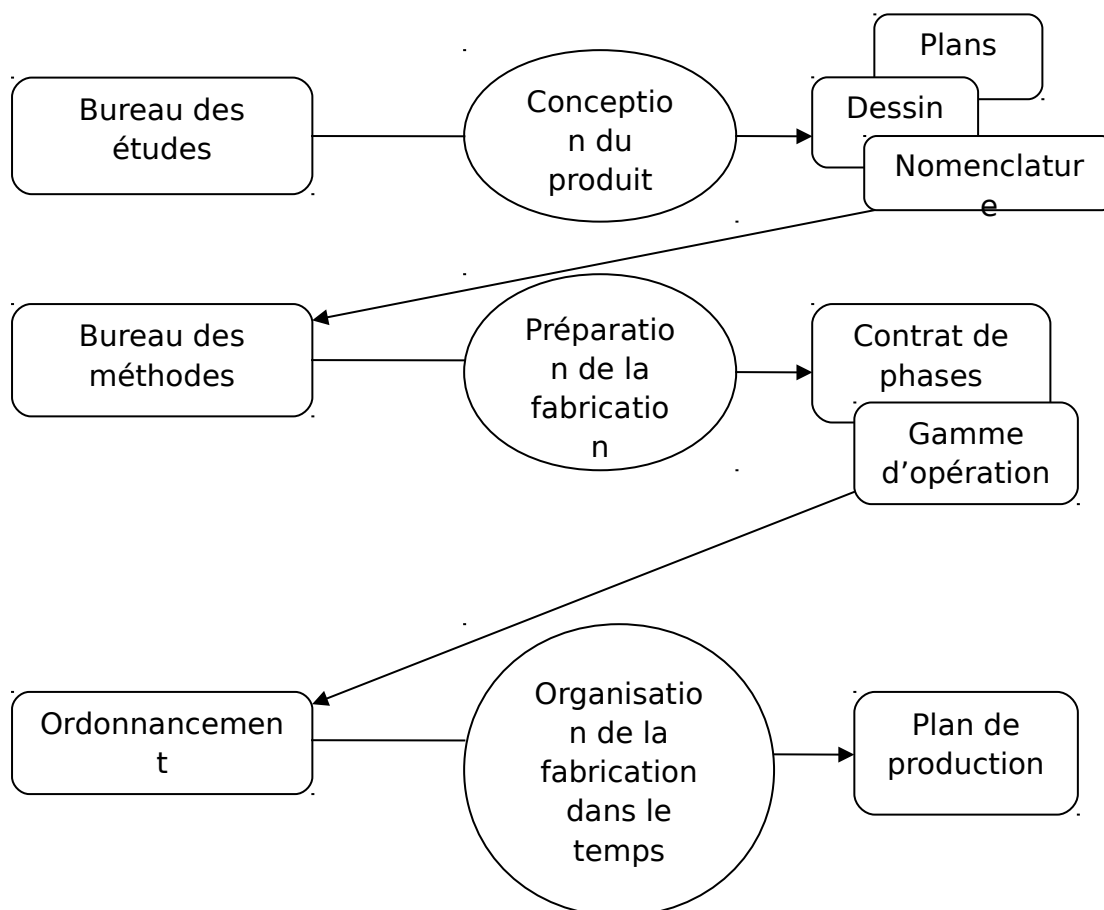 Bureau des
études
Conceptio
n du
produit
Plans
Dessin
Nomenclatur
e
Bureau des
méthodes
Préparatio
n de la
fabricatio
n
Contrat de
phases
Gamme
d’opération
Ordonnancemen
t
Organisatio
n de la
fabrication
dans le
temps
Plan de
production